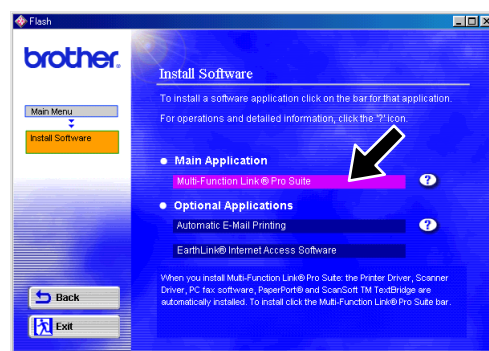 Flash
brother.
Install Software
To install a software application click on the bar for that application.
For operations and detailed information, click the "?" icon.
Main Menu
Install Software
Main Application
Multi-Function Link® Pro Suite
?
Optional Applications
Automatic E-Mail Printing
?
EarthLink® Internet Access Software
When you install Multi-Function Link® Pro Suite: the Printer Driver, Scanner
Driver, PC fax software, PaperPort® and ScanSoft TM TextBridge are
automatically installed. To install click the Multi-Function Link® Pro Suite bar.
Back
Exit